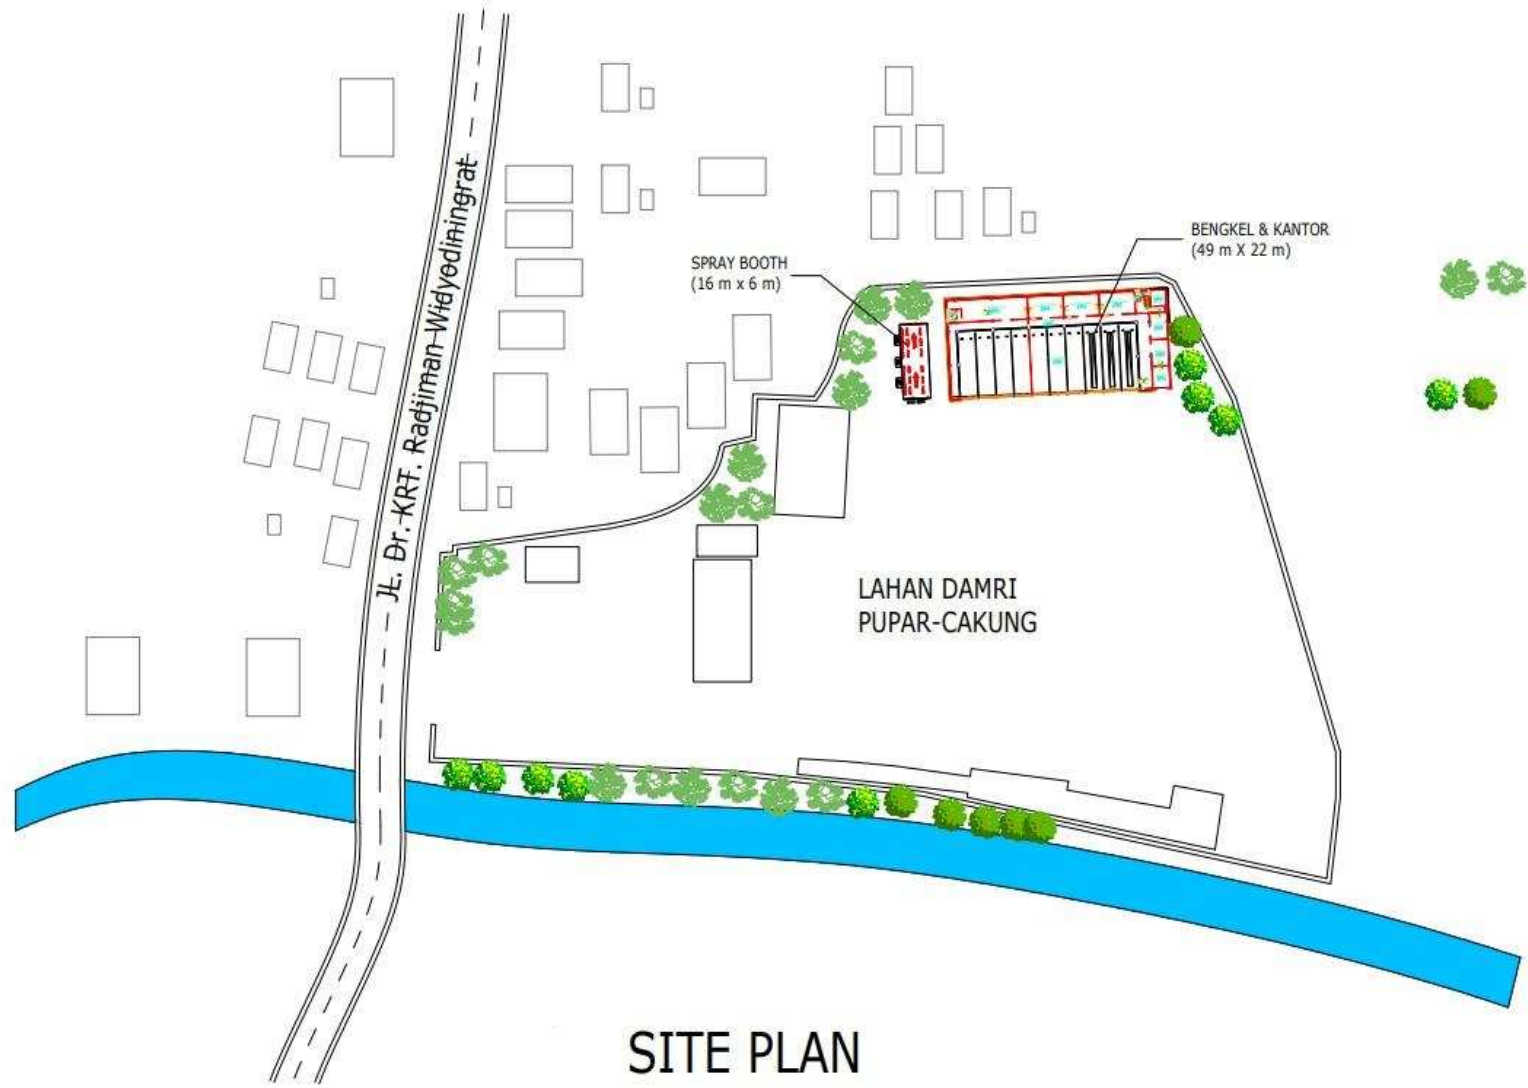 JL. Dr. KRT. Radjiman Widyodiningrat
SPRAY BOOTH
(16 m x 6 m)
BENGKEL & KANTOR
(49 m X 22 m)
LAHAN DAMRI
PUPAR-CAKUNG
SITE PLAN